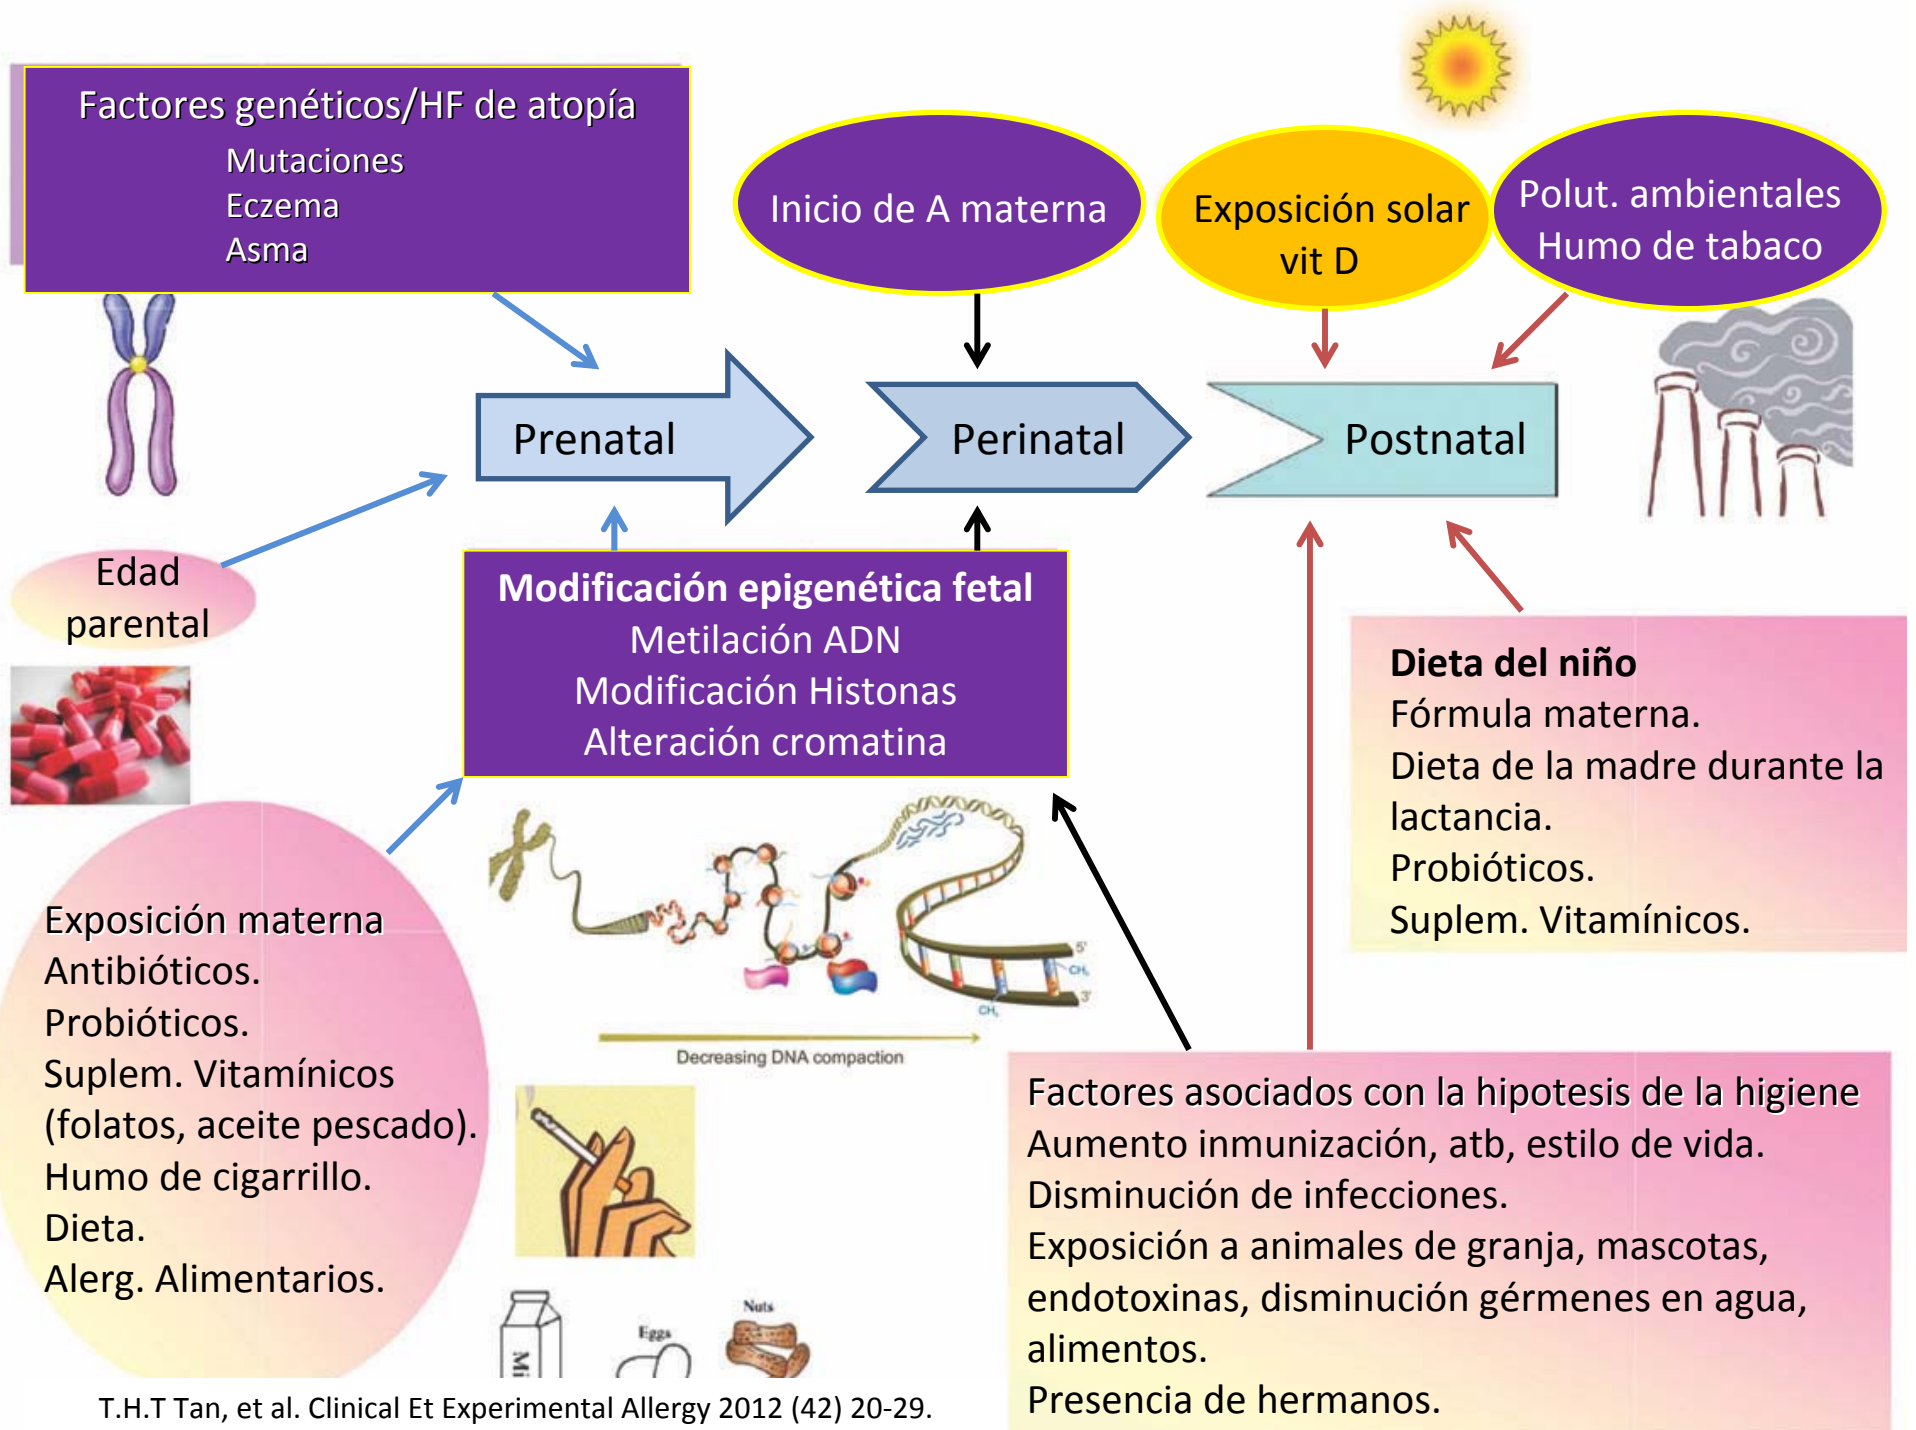 Factores genéticos/HF de atopía
Mutaciones
Eczema
Asma
Inicio de A materna
Exposición solar
vit D
Polut. ambientales
Humo de tabaco
Prenatal
Perinatal
Postnatal
Edad
parental
Modificación epigenética fetal
Metilación ADN
Modificación Histonas
Alteración cromatina
Dieta del niño
Fórmula materna.
Dieta de la madre durante la
lactancia.
Probióticos.
Suplem. Vitamínicos.
Exposición materna
Antibióticos.
Probióticos.
Suplem. Vitamínicos
(folatos, aceite pescado).
Humo de cigarrillo.
Dieta.
Alerg. Alimentarios.
5'
CH₃
3'
CH₃
Decreasing DNA compaction
Factores asociados con la hipotesis de la higiene
Aumento inmunización, atb, estilo de vida.
Disminución de infecciones.
Exposición a animales de granja, mascotas,
endotoxinas, disminución gérmenes en agua,
alimentos.
Presencia de hermanos.
Mi
Eggs
Nuts
T.H.T Tan, et al. Clinical Et Experimental Allergy 2012 (42) 20-29.